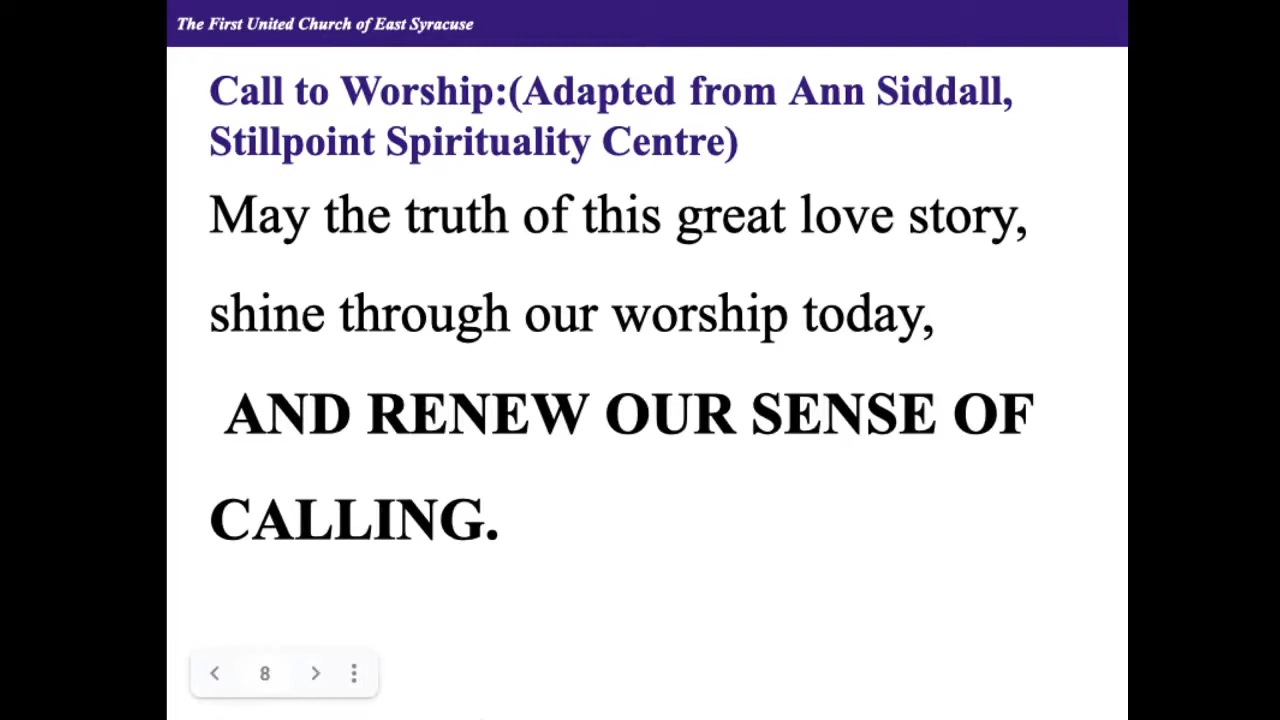 The First United Church of East Syracuse
Call to Worship:(Adapted from Ann Siddall,
Stillpoint Spirituality Centre)
May the truth of this great love story,
shine through our worship today,
AND RENEW OUR SENSE OF
CALLING.
8